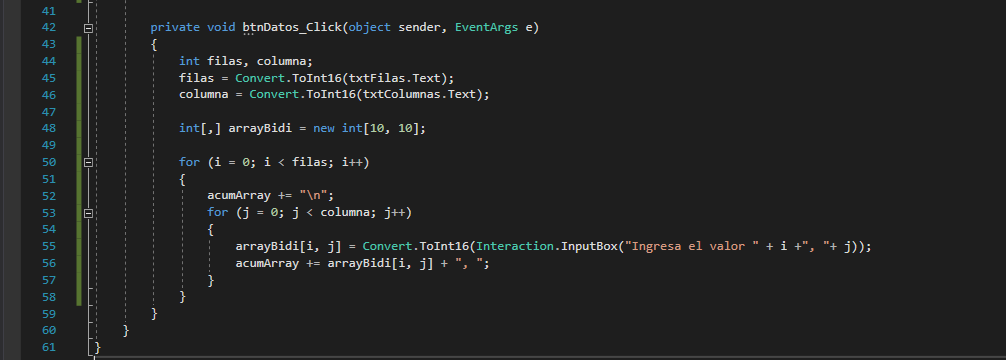 41
42 private void btnDatos_Click(object sender, EventArgs e)
43 {
44 int filas, columna;
45 filas = Convert.ToInt16(txtFilas.Text);
46 columna = Convert.ToInt16(txtColumnas.Text);
47
48 int[,] arrayBidi = new int[10, 10];
49
50 for (i = 0; i < filas; i++)
51 {
52 acumArray += "\n";
53 for (j = 0; j < columna; j++)
54 {
55 arrayBidi[i, j] = Convert.ToInt16(Interaction.InputBox("Ingresa el valor " + i +", "+ j));
56 acumArray += arrayBidi[i, j] + ", ";
57 }
58 }
59 }
60 }
61 }